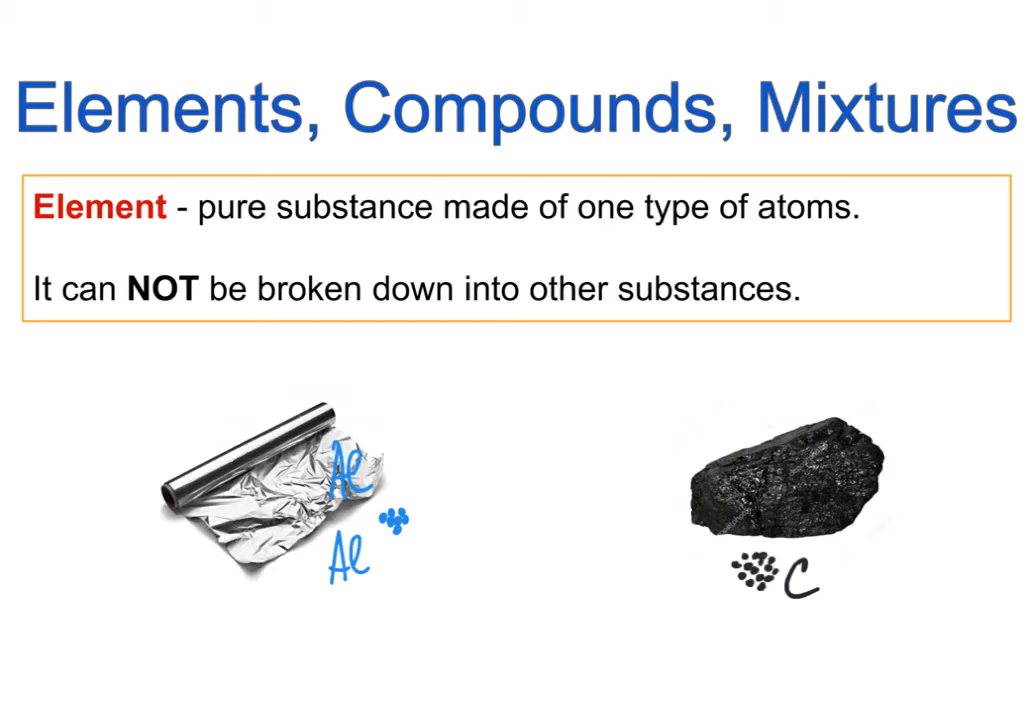 Elements, Compounds, Mixtures
Element - pure substance made of one type of atoms.
It can NOT be broken down into other substances.
Al
Al
C